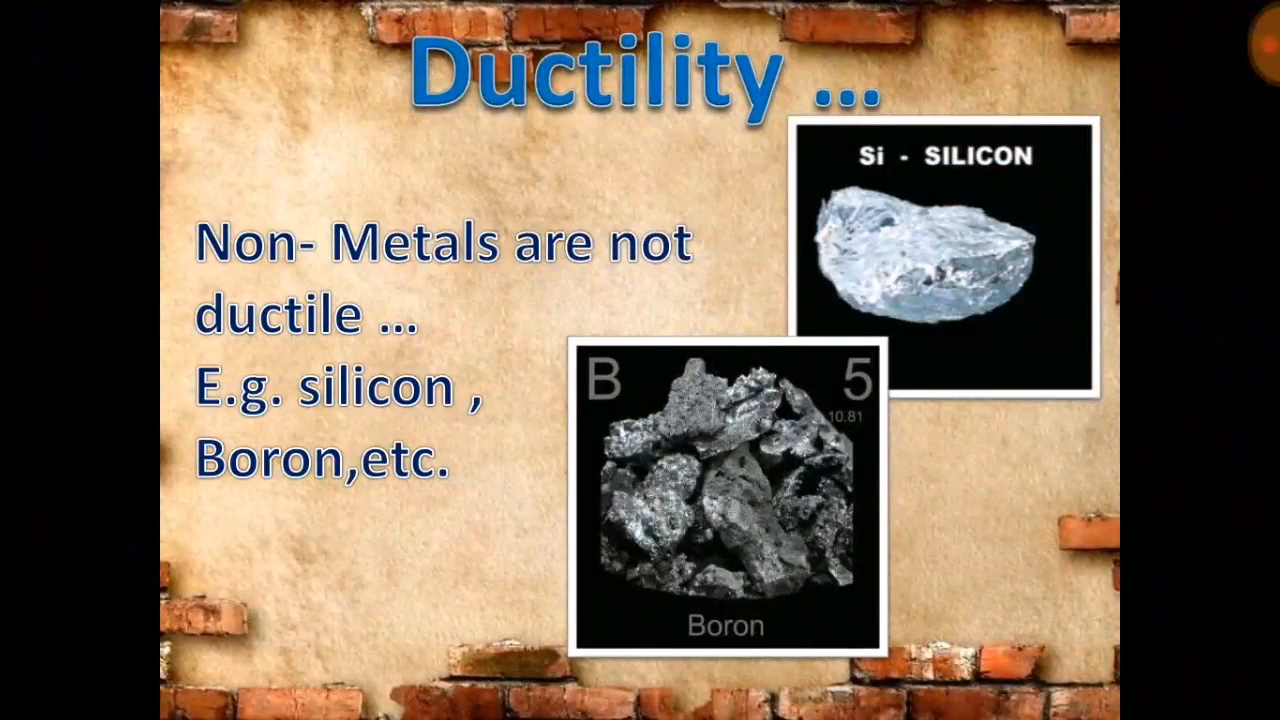 Ductility ...
Si - SILICON
Non- Metals are not
ductile ...
E.g. silicon ,
Boron,etc.
B 5
10.81
Boron